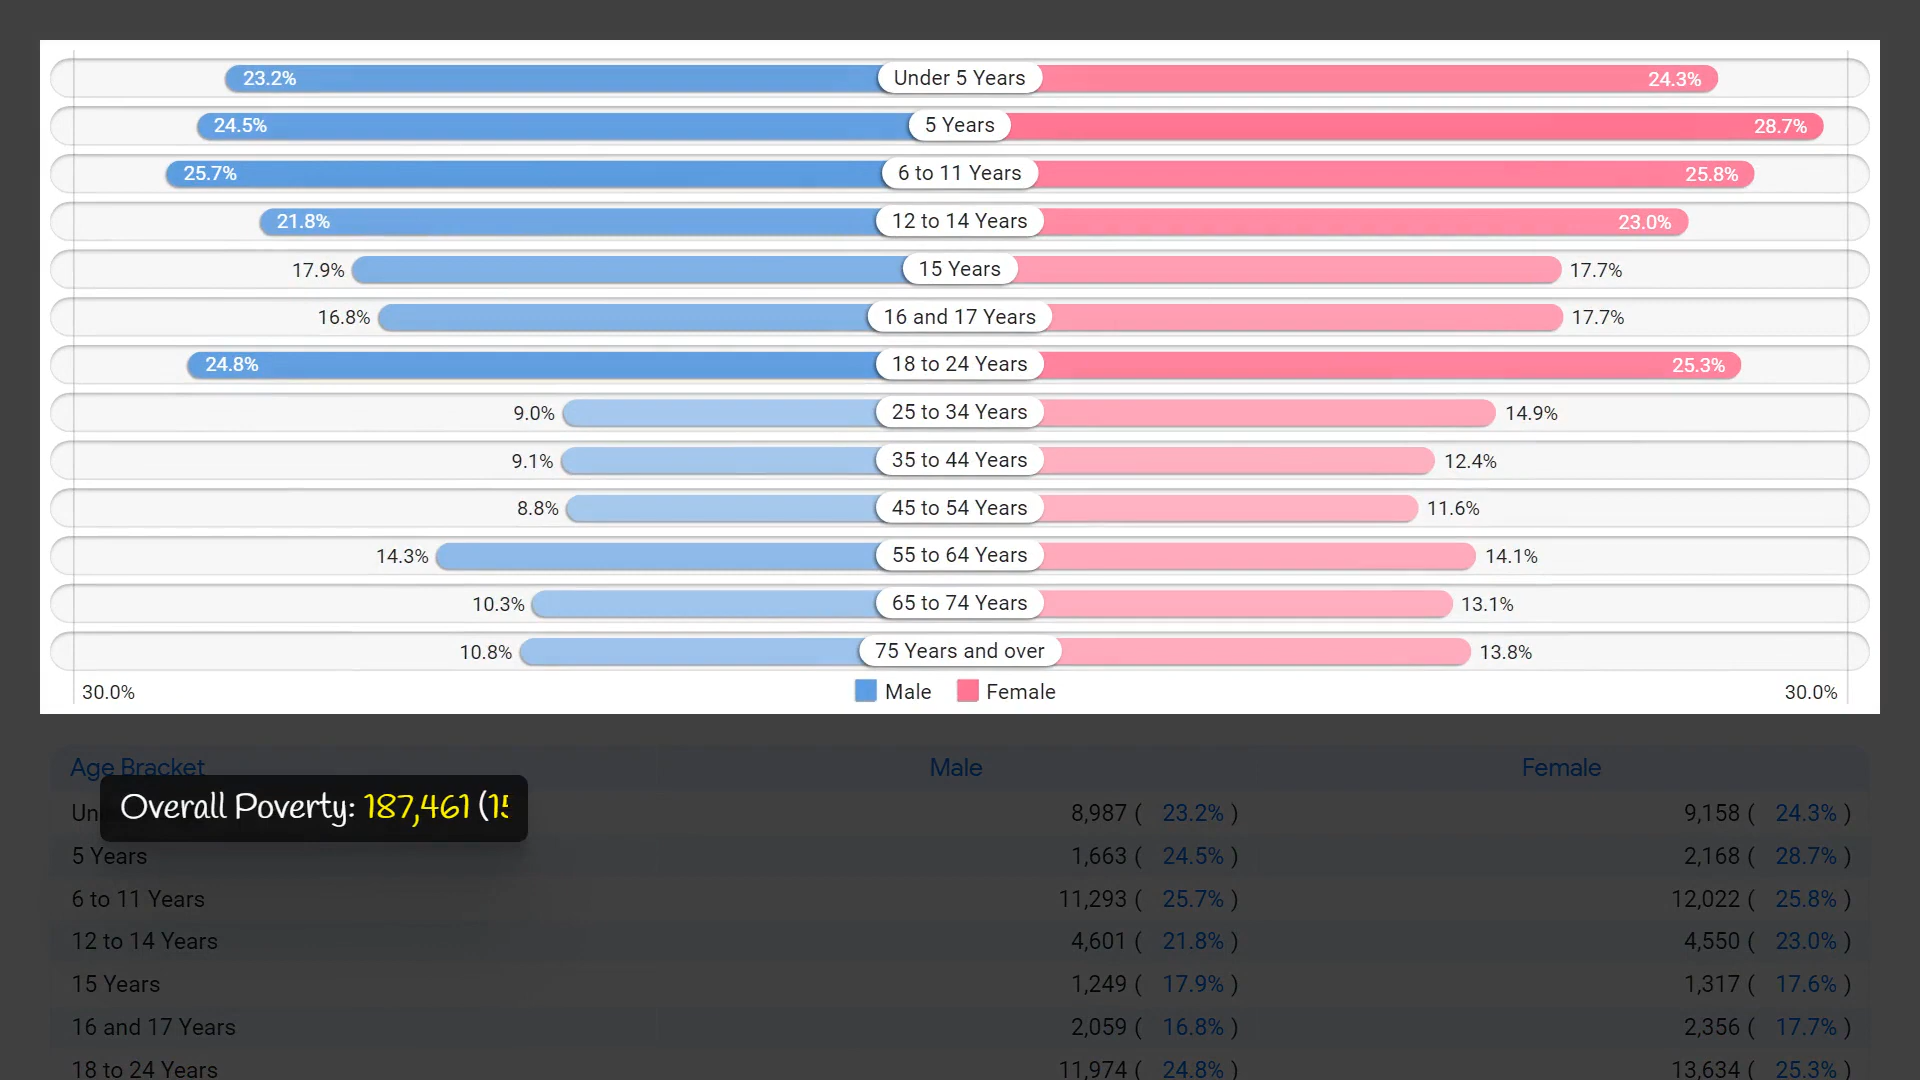 23.2% Under 5 Years 24.3%
24.5% 5 Years 28.7%
25.7% 6 to 11 Years 25.8%
21.8% 12 to 14 Years 23.0%
17.9% 15 Years 17.7%
16.8% 16 and 17 Years 17.7%
24.8% 18 to 24 Years 25.3%
9.0% 25 to 34 Years 14.9%
9.1% 35 to 44 Years 12.4%
8.8% 45 to 54 Years 11.6%
14.3% 55 to 64 Years 14.1%
10.3% 65 to 74 Years 13.1%
10.8% 75 Years and over 13.8%
30.0% Male Female 30.0%
Age Bracket Male Female
Overall Poverty: 187,461 (15
8,987 ( 23.2% ) 9,158 ( 24.3% )
5 Years 1,663 ( 24.5% ) 2,168 ( 28.7% )
6 to 11 Years 11,293 ( 25.7% ) 12,022 ( 25.8% )
12 to 14 Years 4,601 ( 21.8% ) 4,550 ( 23.0% )
15 Years 1,249 ( 17.9% ) 1,317 ( 17.6% )
16 and 17 Years 2,059 ( 16.8% ) 2,356 ( 17.7% )
18 to 24 Years 11,974 ( 24.8% ) 13,634 ( 25.3% )